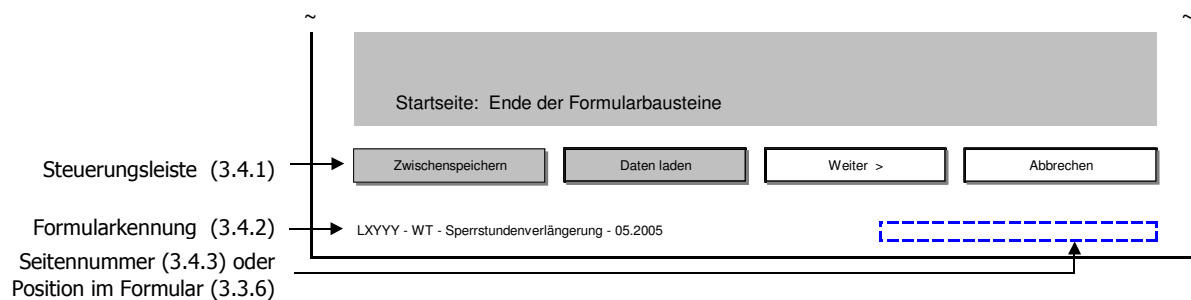 ~ ~
Startseite: Ende der Formularbausteine
Steuerungsleiste (3.4.1)
Zwischenspeichern Daten laden Weiter > Abbrechen
Formularkennung (3.4.2)
LXYYY - WT - Sperrstundenverlängerung - 05.2005
Seitennummer (3.4.3) oder
Position im Formular (3.3.6)